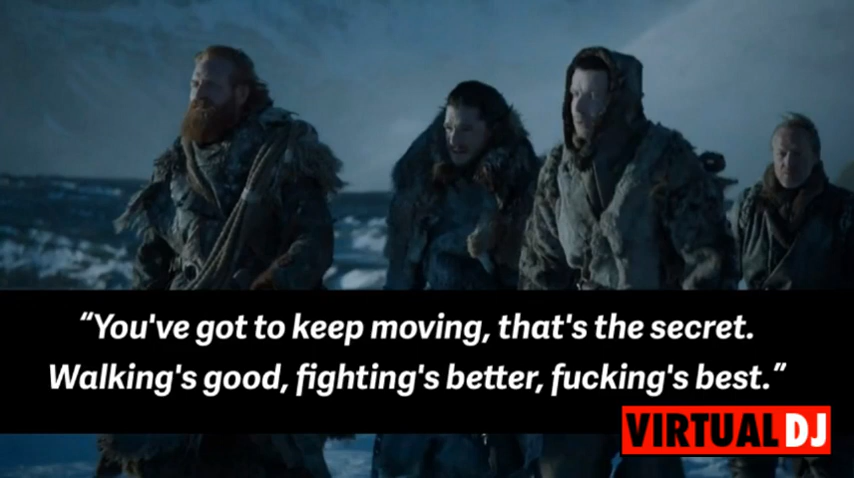 “You've got to keep moving, that's the secret.
Walking's good, fighting's better, fucking's best.”
VIRTUAL DJ